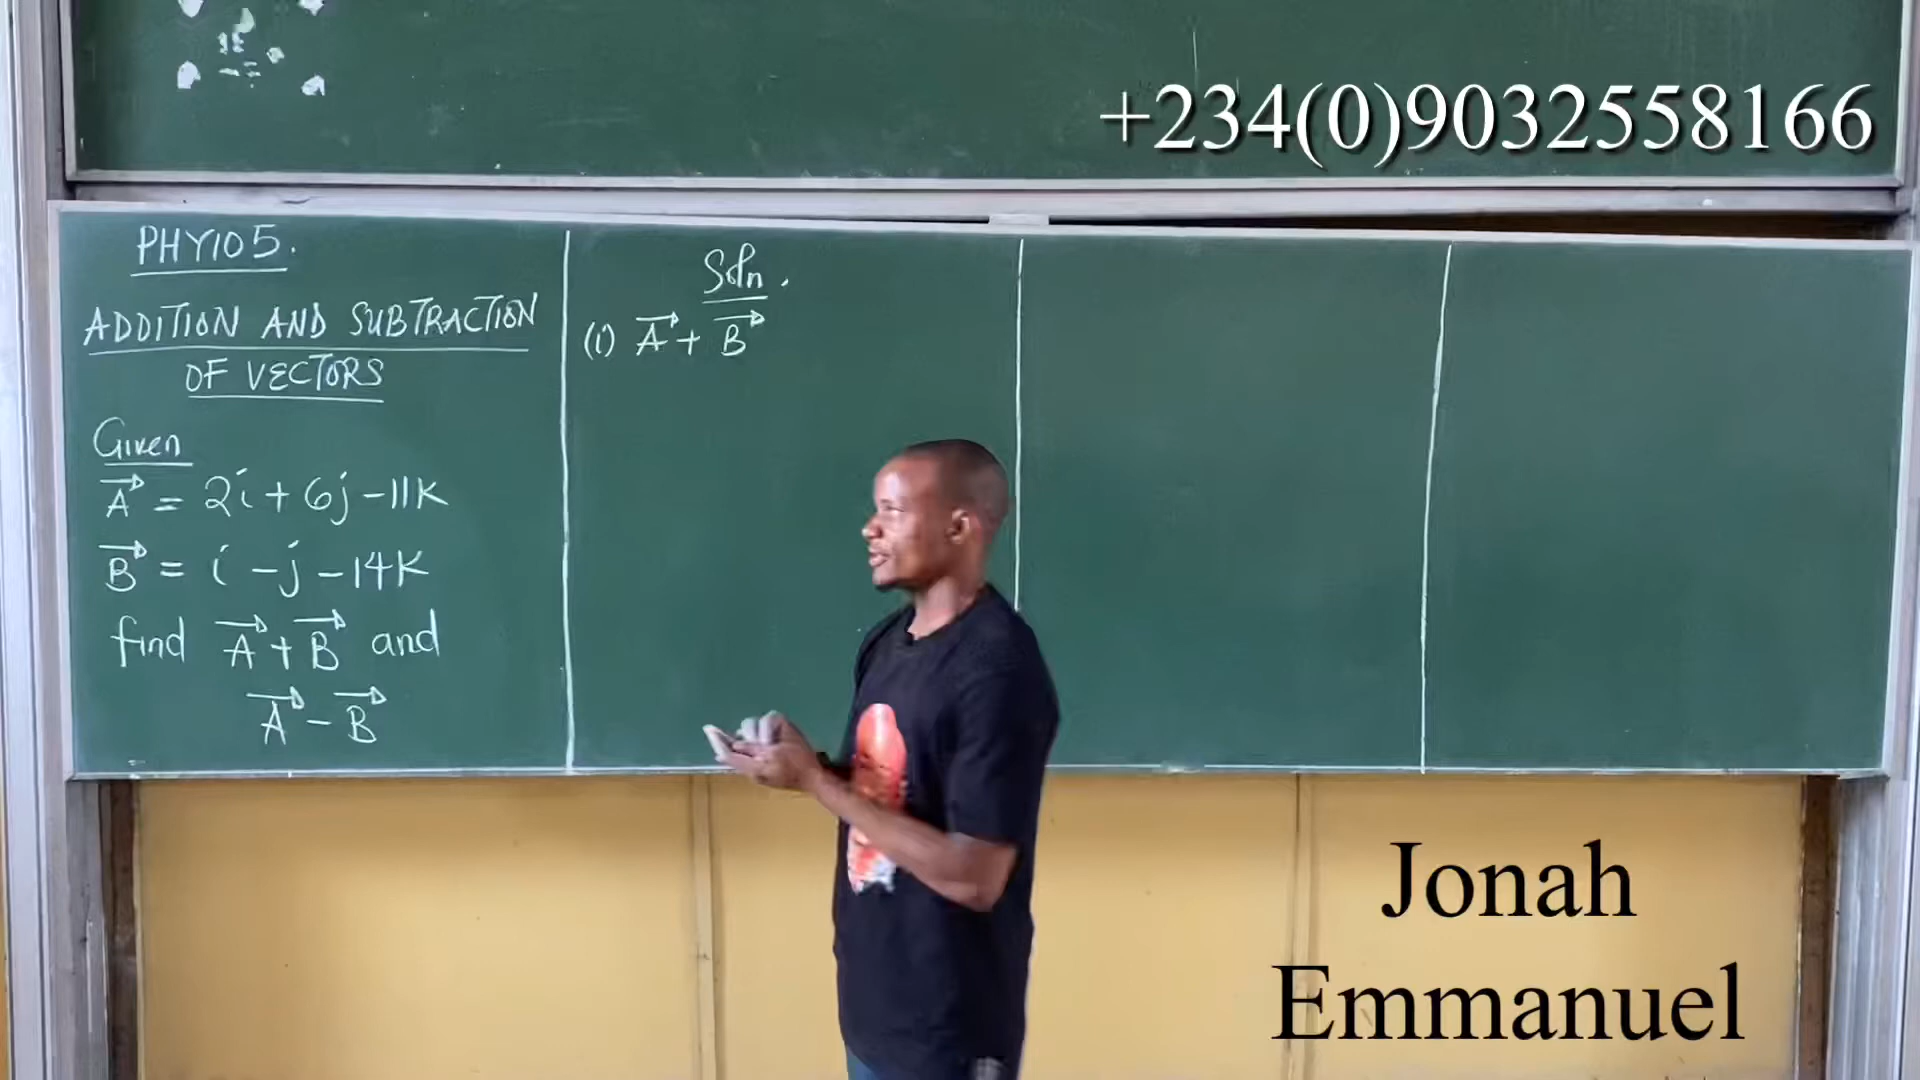 +234(0)9032558166
PHY105.
ADDITION AND SUBTRACTION
OF VECTORS
Given
A⃗ = 2i + 6j - 11k
B⃗ = i - j - 14k
find A⃗ + B⃗ and
A⃗ - B⃗
Soln.
(i) A⃗ + B⃗
Jonah
Emmanuel